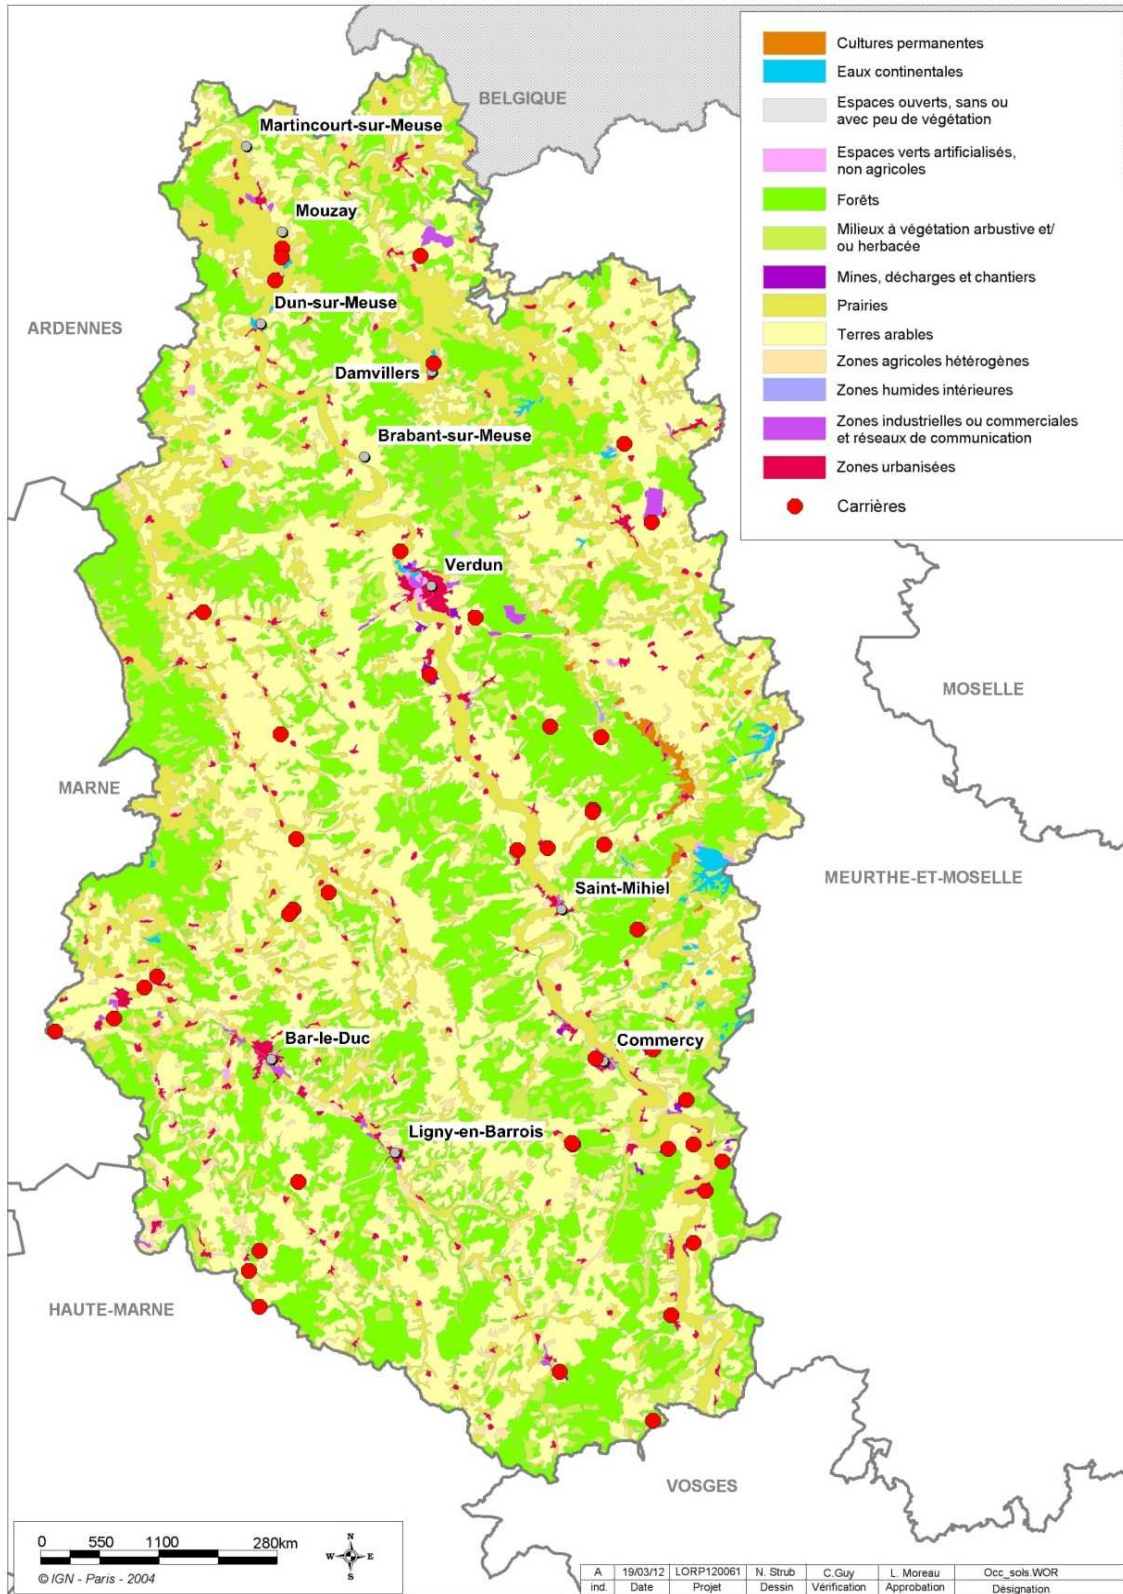 BELGIQUE
Martincourt-sur-Meuse
Mouzay
Dun-sur-Meuse
ARDENNES
Damvillers
Brabant-sur-Meuse
Verdun
MOSELLE
MARNE
MEURTHE-ET-MOSELLE
Saint-Mihiel
Bar-le-Duc
Commercy
Ligny-en-Barrois
HAUTE-MARNE
VOSGES
Cultures permanentes
Eaux continentales
Espaces ouverts, sans ou
avec peu de végétation
Espaces verts artificialisés,
non agricoles
Forêts
Milieux à végétation arbustive et/
ou herbacée
Mines, décharges et chantiers
Prairies
Terres arables
Zones agricoles hétérogènes
Zones humides intérieures
Zones industrielles ou commerciales
et réseaux de communication
Zones urbanisées
Carrières
0 550 1100 280km
© IGN - Paris - 2004
N
W E
S
A 19/03/12 LORP120061 N. Strub C.Guy L. Moreau Occ_sols.WOR
ind. Date Projet Dessin Vérification Approbation Désignation